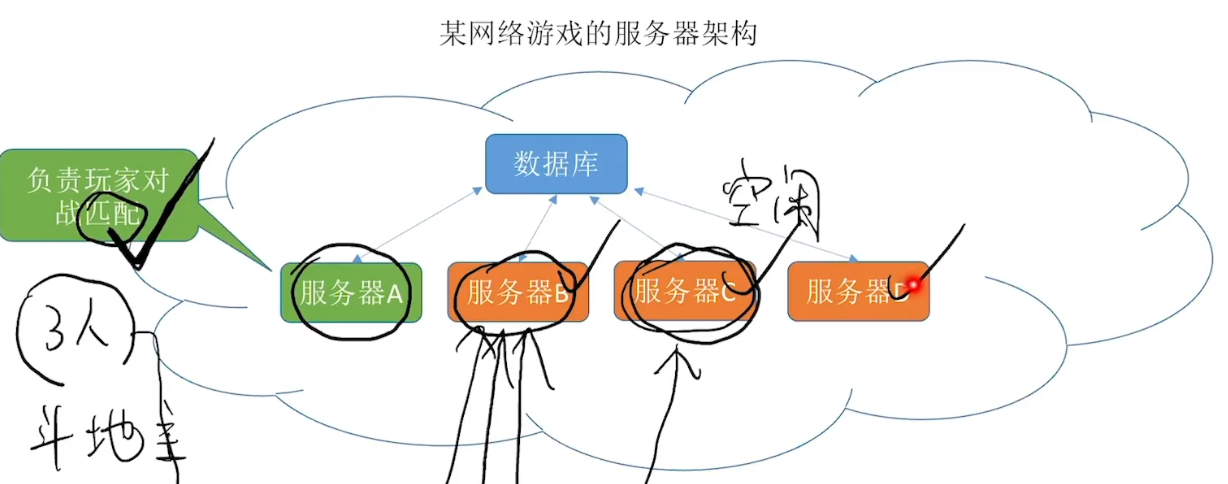 某网络游戏的服务器架构
负责玩家对
战匹配
数据库
空闲
服务器A
服务器B
服务器C
服务器D
3人
斗地主